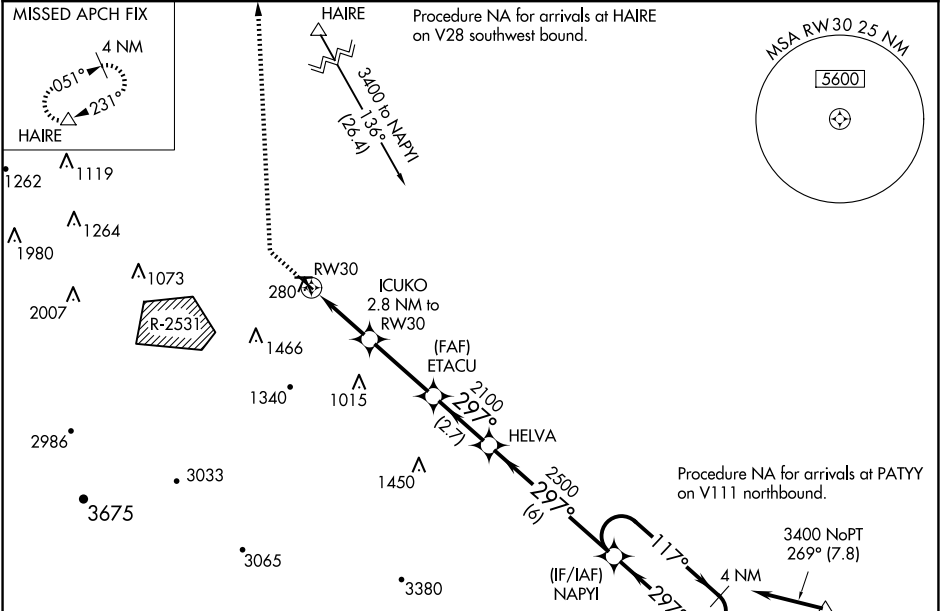 MISSED APCH FIX
4 NM
051°
231°
HAIRE
HAIRE
3400 to NAPYI
136°
(26.4)
Procedure NA for arrivals at HAIRE
on V28 southwest bound.
MSA RW30 25 NM
5600
1262
1119
1264
1980
1073
2007
R-2531
280
RW30
ICUKO
2.8 NM to
RW30
1466
(FAF)
ETACU
1340
1015
2100
297°
(2.7)
HELVA
2986
3033
1450
2500
297°
(6)
Procedure NA for arrivals at PATYY
on V111 northbound.
3675
3400 NoPT
269° (7.8)
3065
117°
4 NM
3380
(IF/IAF)
NAPYI
297°